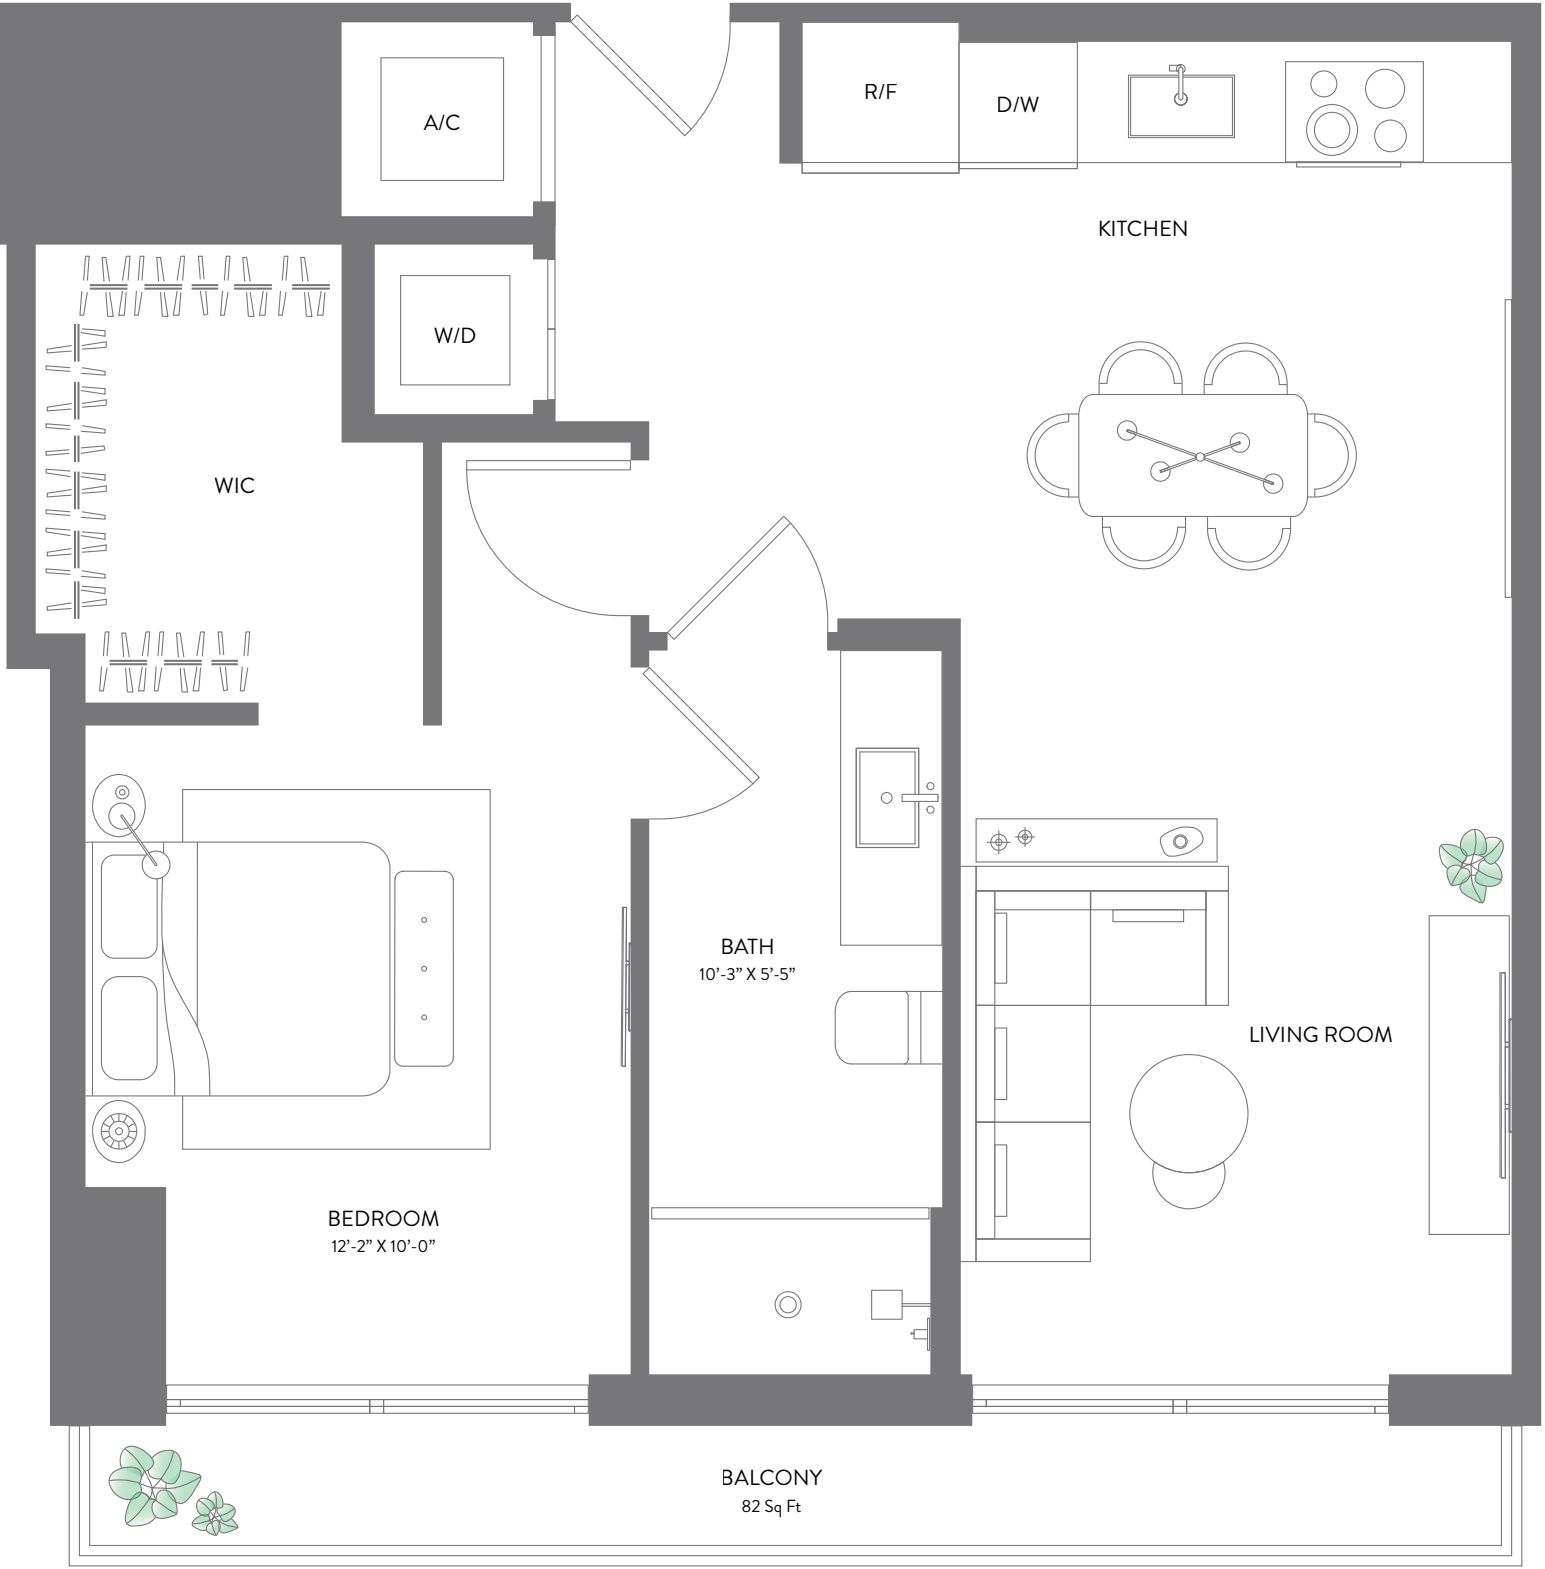 R/F
D/W
A/C
KITCHEN
W/D
WIC
BATH
10’-3” X 5’-5”
LIVING ROOM
BEDROOM
12’-2” X 10’-0”
BALCONY
82 Sq Ft